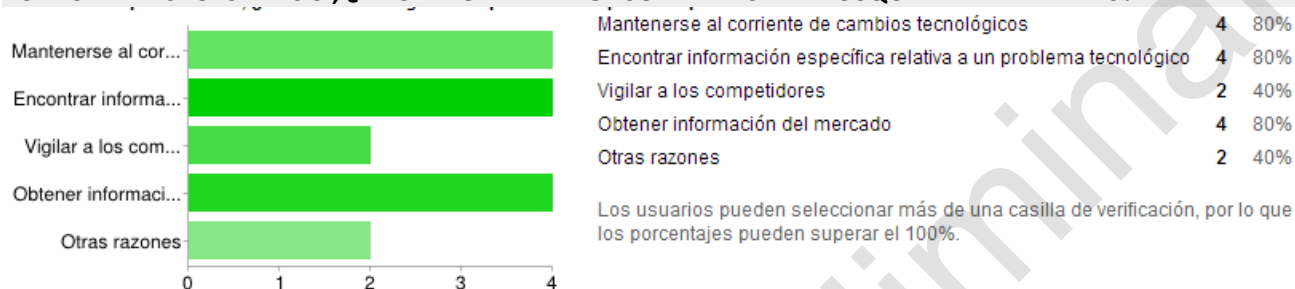 Mantenerse al cor...
Encontrar informa...
Vigilar a los com...
Obtener informaci...
Otras razones
0 1 2 3 4
Mantenerse al corriente de cambios tecnológicos 4 80%
Encontrar información específica relativa a un problema tecnológico 4 80%
Vigilar a los competidores 2 40%
Obtener información del mercado 4 80%
Otras razones 2 40%
Los usuarios pueden seleccionar más de una casilla de verificación, por lo que
los porcentajes pueden superar el 100%.